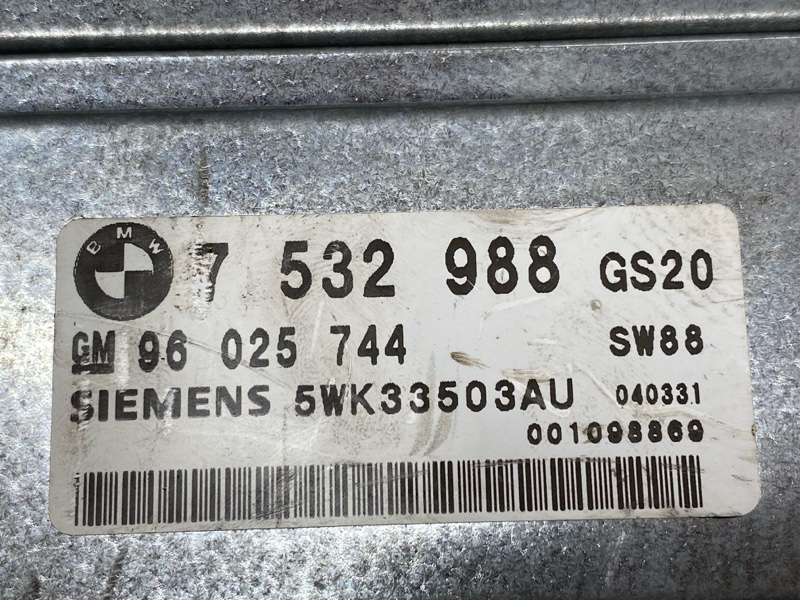 BMW 7 532 988 GS20
GM 96 025 744 SW88
SIEMENS 5WK33503AU 040331
001098869